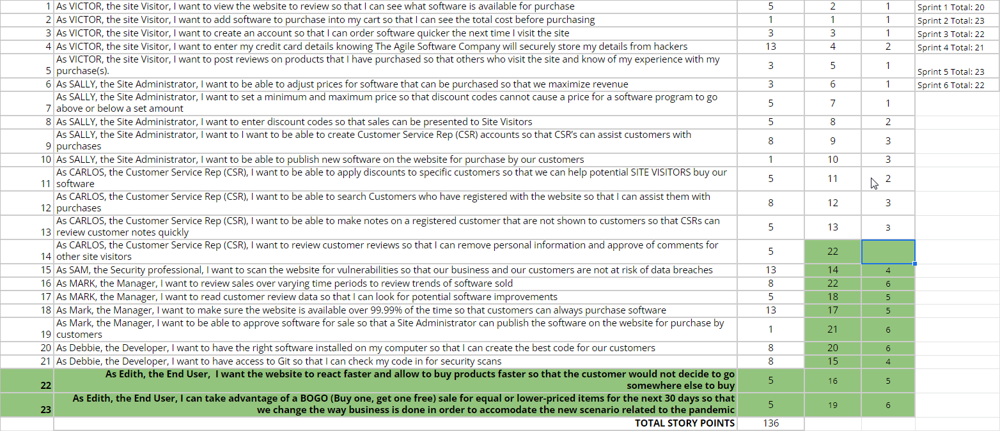 1 As VICTOR, the site Visitor, I want to view the website to review so that I can see what software is available for purchase 5 2 1 Sprint 1 Total: 20
2 As VICTOR, the site Visitor, I want to add software to purchase into my cart so that I can see the total cost before purchasing 1 1 1 Sprint 2 Total: 23
3 As VICTOR, the site Visitor, I want to create an account so that I can order software quicker the next time I visit the site 3 3 1 Sprint 3 Total: 22
4 As VICTOR, the site Visitor, I want to enter my credit card details knowing The Agile Software Company will securely store my details from hackers 13 4 2 Sprint 4 Total: 21
As VICTOR, the site Visitor, I want to post reviews on products that I have purchased so that others who visit the site and know of my experience with my
5 purchase(s). 3 5 1 Sprint 5 Total: 23
6 As SALLY, the Site Administrator, I want to be able to adjust prices for software that can be purchased so that we maximize revenue 3 6 1 Sprint 6 Total: 22
As SALLY, the Site Administrator, I want to set a minimum and maximum price so that discount codes cannot cause a price for a software program to go
7 above or below a set amount 5 7 1
8 As SALLY, the Site Administrator, I want to enter discount codes so that sales can be presented to Site Visitors 5 8 2
As SALLY, the Site Administrator, I want to I want to be able to create Customer Service Rep (CSR) accounts so that CSR's can assist customers with
9 purchases 8 9 3
10 As SALLY, the Site Administrator, I want to be able to publish new software on the website for purchase by our customers 1 10 3
As CARLOS, the Customer Service Rep (CSR), I want to be able to apply discounts to specific customers so that we can help potential SITE VISITORS buy our
11 software 5 11 2
As CARLOS, the Customer Service Rep (CSR), I want to be able to search Customers who have registered with the website so that I can assist them with
12 purchases 8 12 3
As CARLOS, the Customer Service Rep (CSR), I want to be able to make notes on a registered customer that are not shown to customers so that CSRs can
13 review customer notes quickly 5 13 3
As CARLOS, the Customer Service Rep (CSR), I want to review customer reviews so that I can remove personal information and approve of comments for
14 other site visitors 5 22
15 As SAM, the Security professional, I want to scan the website for vulnerabilities so that our business and our customers are not at risk of data breaches 13 14 4
16 As MARK, the Manager, I want to review sales over varying time periods to review trends of software sold 8 22 6
17 As MARK, the Manager, I want to read customer review data so that I can look for potential software improvements 5 18 5
18 As Mark, the Manager, I want to make sure the website is available over 99.99% of the time so that customers can always purchase software 13 17 5
As Mark, the Manager, I want to be able to approve software for sale so that a Site Administrator can publish the software on the website for purchase by
19 customers 1 21 6
20 As Debbie, the Developer, I want to have the right software installed on my computer so that I can create the best code for our customers 8 20 6
21 As Debbie, the Developer, I want to have access to Git so that I can check my code in for security scans 8 15 4
As Edith, the End User, I want the website to react faster and allow to buy products faster so that the customer would not decide to go
22 somewhere else to buy 5 16 5
As Edith, the End User, I can take advantage of a BOGO (Buy one, get one free) sale for equal or lower-priced items for the next 30 days so that
23 we change the way business is done in order to accomodate the new scenario related to the pandemic 5 19 6
TOTAL STORY POINTS 136